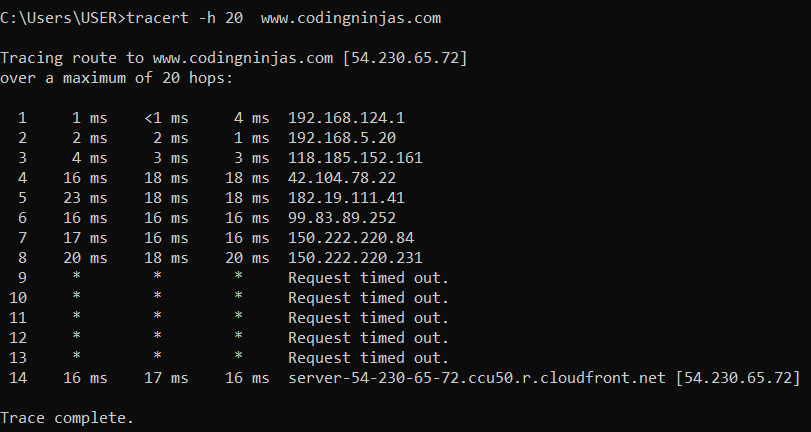 C:\Users\USER>tracert -h 20  www.codingninjas.com
Tracing route to www.codingninjas.com [54.230.65.72]
over a maximum of 20 hops:
  1     1 ms    <1 ms     4 ms  192.168.124.1
  2     2 ms     2 ms     1 ms  192.168.5.20
  3     4 ms     3 ms     3 ms  118.185.152.161
  4    16 ms    18 ms    18 ms  42.104.78.22
  5    23 ms    18 ms    18 ms  182.19.111.41
  6    16 ms    16 ms    16 ms  99.83.89.252
  7    17 ms    16 ms    16 ms  150.222.220.84
  8    20 ms    18 ms    20 ms  150.222.220.231
  9     *        *        *     Request timed out.
 10     *        *        *     Request timed out.
 11     *        *        *     Request timed out.
 12     *        *        *     Request timed out.
 13     *        *        *     Request timed out.
 14    16 ms    17 ms    16 ms  server-54-230-65-72.ccu50.r.cloudfront.net [54.230.65.72]
Trace complete.